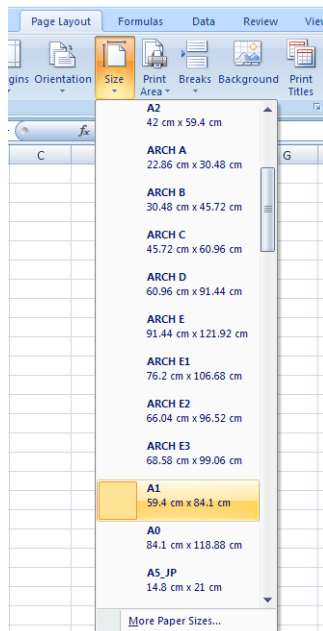 Page Layout Formulas Data Review Vie
gins Orientation Size Print Area Breaks Background Print Titles
fx
C G
A2
42 cm x 59.4 cm
ARCH A
22.86 cm x 30.48 cm
ARCH B
30.48 cm x 45.72 cm
ARCH C
45.72 cm x 60.96 cm
ARCH D
60.96 cm x 91.44 cm
ARCH E
91.44 cm x 121.92 cm
ARCH E1
76.2 cm x 106.68 cm
ARCH E2
66.04 cm x 96.52 cm
ARCH E3
68.58 cm x 99.06 cm
A1
59.4 cm x 84.1 cm
A0
84.1 cm x 118.88 cm
A5_JP
14.8 cm x 21 cm
More Paper Sizes...